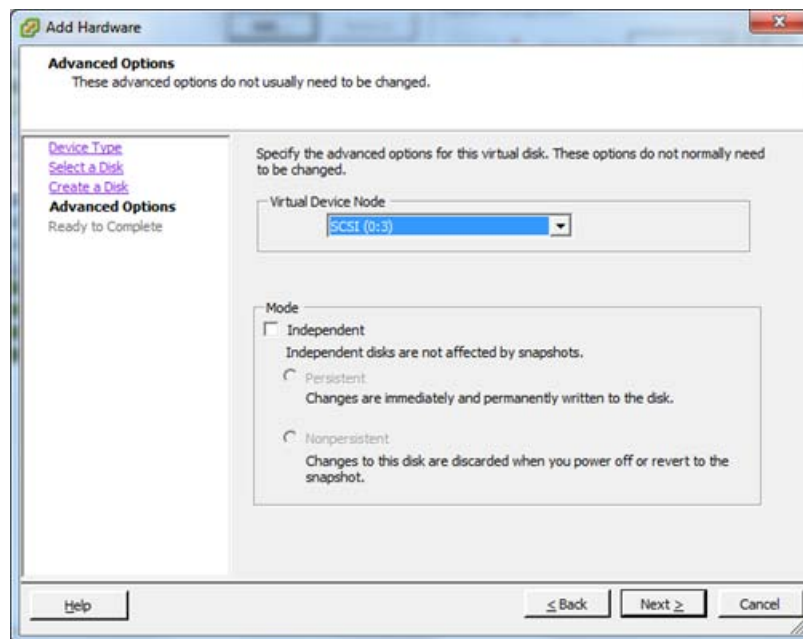 Add Hardware
Advanced Options
These advanced options do not usually need to be changed.
Device Type
Select a Disk
Create a Disk
Advanced Options
Ready to Complete
Specify the advanced options for this virtual disk. These options do not normally need
to be changed.
Virtual Device Node
SCSI (0:3)
Mode
Independent
Independent disks are not affected by snapshots.
Persistent
Changes are immediately and permanently written to the disk.
Nonpersistent
Changes to this disk are discarded when you power off or revert to the
snapshot.
Help
< Back
Next >
Cancel